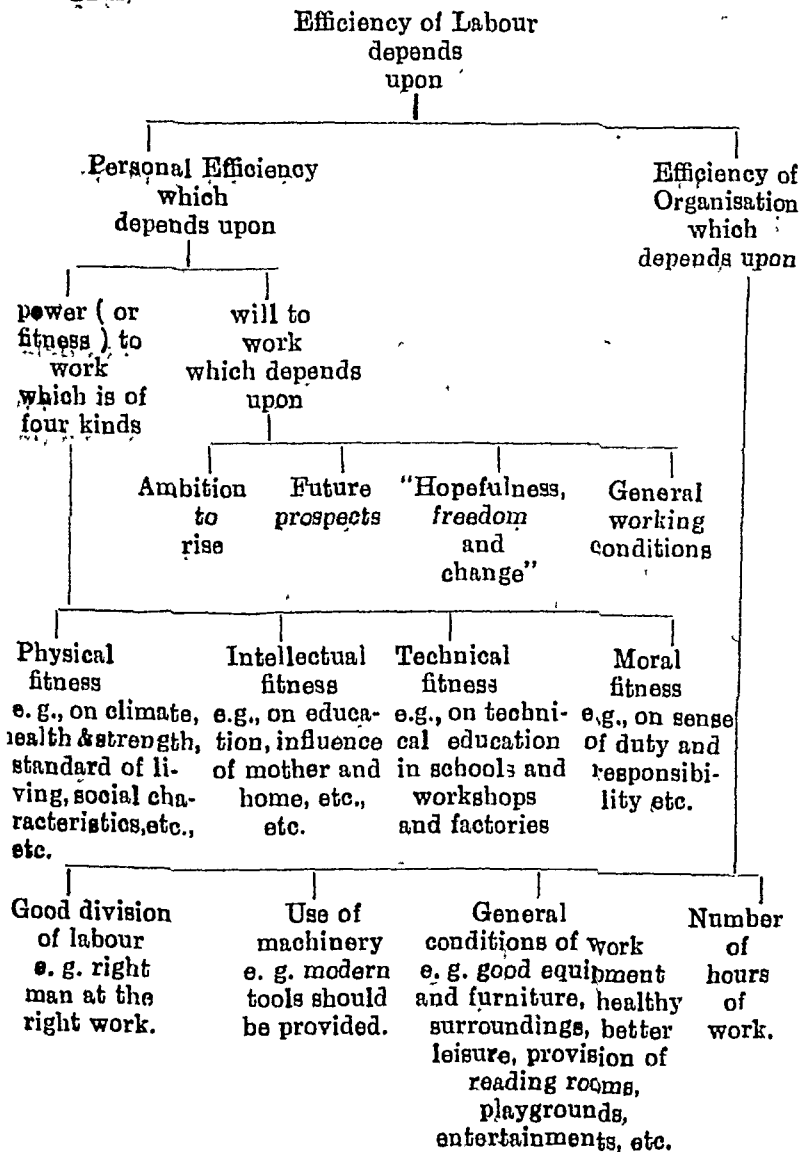 Efficiency of Labour
depends
upon
Personal Efficiency
which
depends upon
Efficiency of
Organisation
which
depends upon
power ( or
fitness ) to
work
which is of
four kinds
will to
work
which depends
upon
Ambition
to
rise
Future
prospects
"Hopefulness,
freedom
and
change"
General
working
conditions
Physical
fitness
e. g., on climate,
health & strength,
standard of li-
ving, social cha-
racteristics, etc.,
etc.
Intellectual
fitness
e.g., on educa-
tion, influence
of mother and
home, etc.,
etc.
Technical
fitness
e.g., on techni-
cal education
in schools and
workshops
and factories
Moral
fitness
e.g., on sense
of duty and
responsibi-
lity etc.
Good division
of labour
e. g. right
man at the
right work.
Use of
machinery
e. g. modern
tools should
be provided.
General
conditions of work
e. g. good equipment
and furniture, healthy
surroundings, better
leisure, provision of
reading rooms,
playgrounds,
entertainments, etc.
Number
of
hours
of
work.